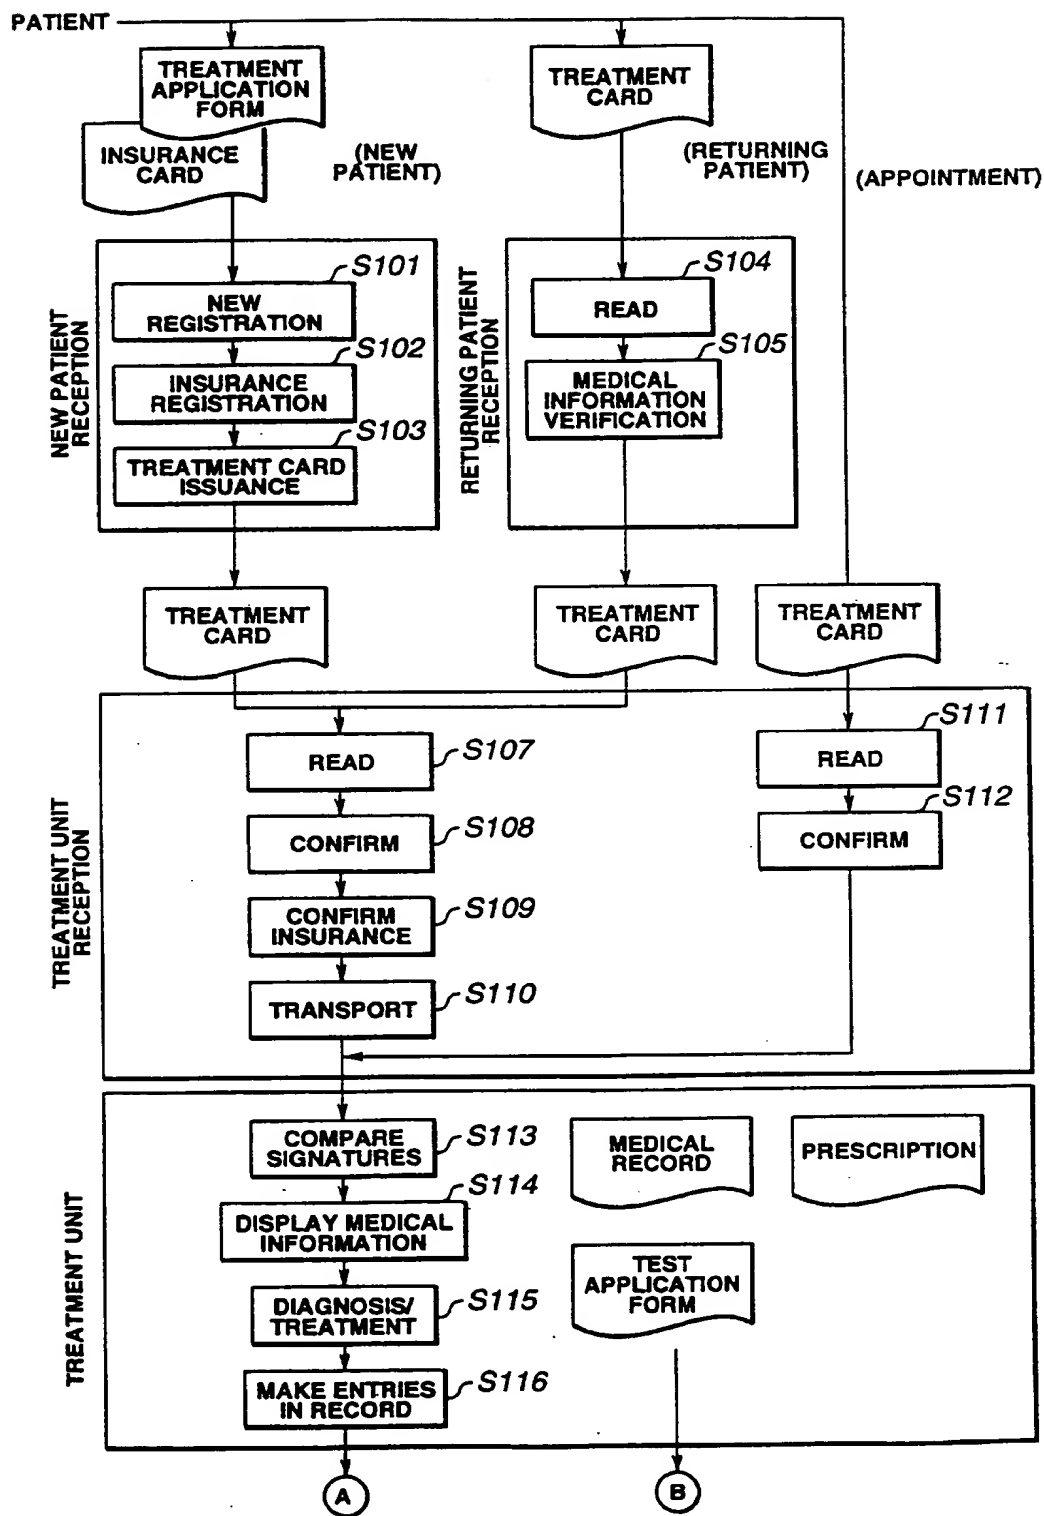 PATIENT
TREATMENT
APPLICATION
FORM
INSURANCE
CARD
(NEW
PATIENT)
TREATMENT
CARD
(RETURNING
PATIENT)
(APPOINTMENT)
NEW PATIENT
RECEPTION
S101
NEW
REGISTRATION
S102
INSURANCE
REGISTRATION
S103
TREATMENT CARD
ISSUANCE
RETURNING PATIENT
RECEPTION
S104
READ
S105
MEDICAL
INFORMATION
VERIFICATION
TREATMENT
CARD
TREATMENT
CARD
TREATMENT
CARD
TREATMENT UNIT
RECEPTION
READ
S107
CONFIRM
S108
CONFIRM
INSURANCE
S109
TRANSPORT
S110
S111
READ
S112
CONFIRM
TREATMENT UNIT
COMPARE
SIGNATURES
S113
S114
DISPLAY MEDICAL
INFORMATION
DIAGNOSIS/
TREATMENT
S115
MAKE ENTRIES
IN RECORD
S116
MEDICAL
RECORD
PRESCRIPTION
TEST
APPLICATION
FORM
A
B